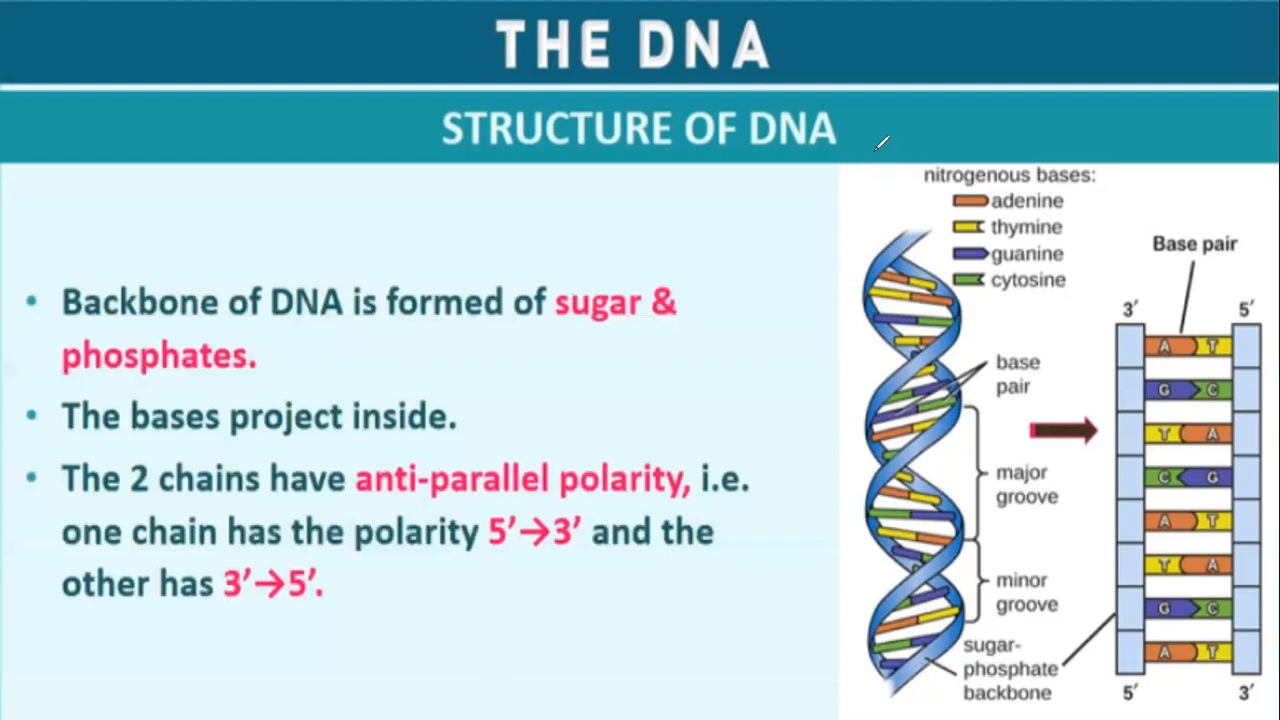 THE DNA
STRUCTURE OF DNA
• Backbone of DNA is formed of sugar &
phosphates.
• The bases project inside.
• The 2 chains have anti-parallel polarity, i.e.
one chain has the polarity 5′→3′ and the
other has 3′→5′.
nitrogenous bases:
adenine
thymine
guanine
cytosine
base
pair
major
groove
minor
groove
sugar-
phosphate
backbone
Base pair
3′ 5′
A T
G C
T A
C G
A T
T A
G C
A T
5′ 3′